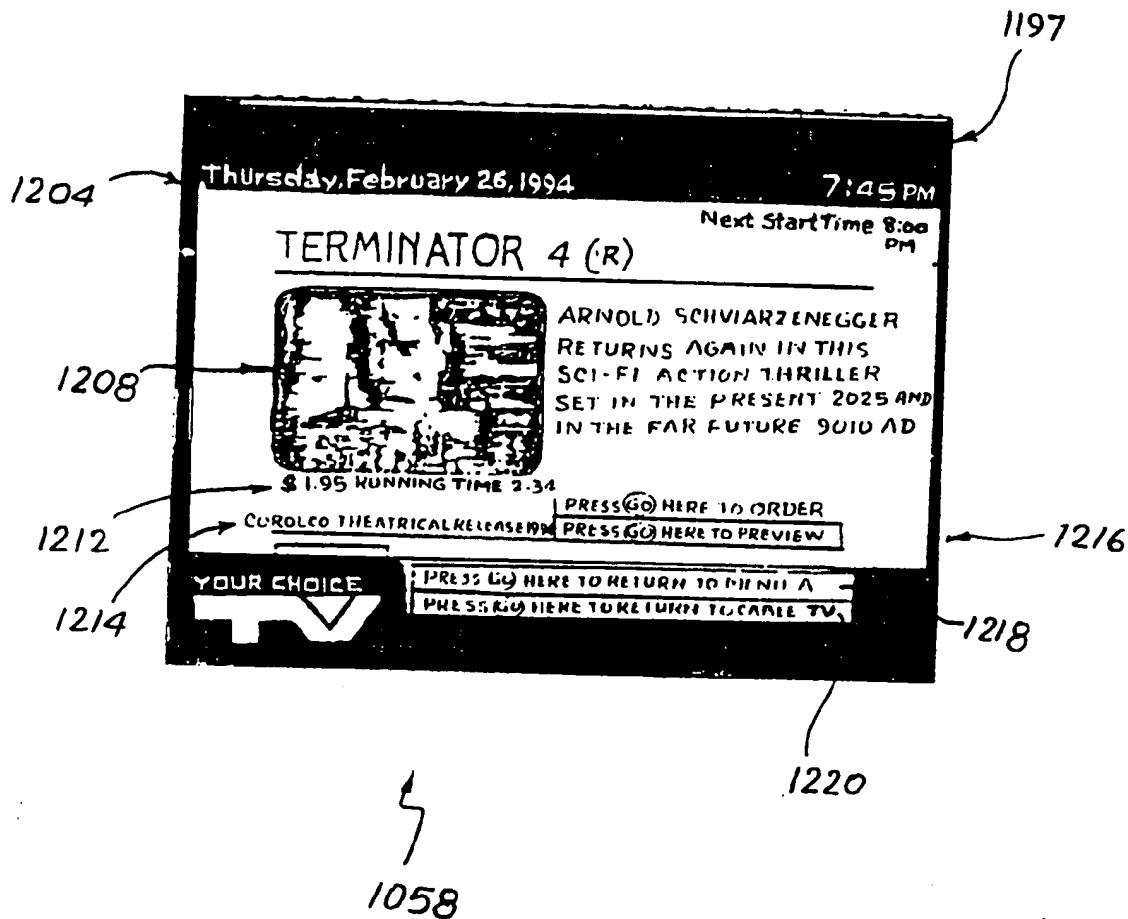 1197
1204
Thursday, February 26, 1994 7:45 PM
Next Start Time 8:00 PM
TERMINATOR 4 (R)
1208
ARNOLD SCHWARZENEGGER
RETURNS AGAIN IN THIS
SCI-FI ACTION THRILLER
SET IN THE PRESENT 2025 AND
IN THE FAR FUTURE 9010 AD
$1.95 RUNNING TIME 2:34
1212
PRESS GO HERE TO ORDER
COROLCO THEATRICAL RELEASE
PRESS GO HERE TO PREVIEW
1216
1214
YOUR CHOICE
TV
PRESS GO HERE TO RETURN TO MENU A
PRESS GO HERE TO RETURN TO CABLE TV
1218
1220
1058